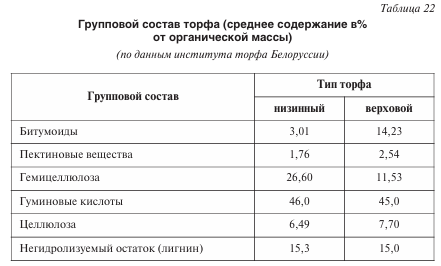 Таблица 22
Групповой состав торфа (среднее содержание в%
от органической массы)
(по данным института торфа Белоруссии)
Групповой состав
Тип торфа
низинный верховой
Битумоиды 3,01 14,23
Пектиновые вещества 1,76 2,54
Гемицеллюлоза 26,60 11,53
Гуминовые кислоты 46,0 45,0
Целлюлоза 6,49 7,70
Негидролизуемый остаток (лигнин) 15,3 15,0